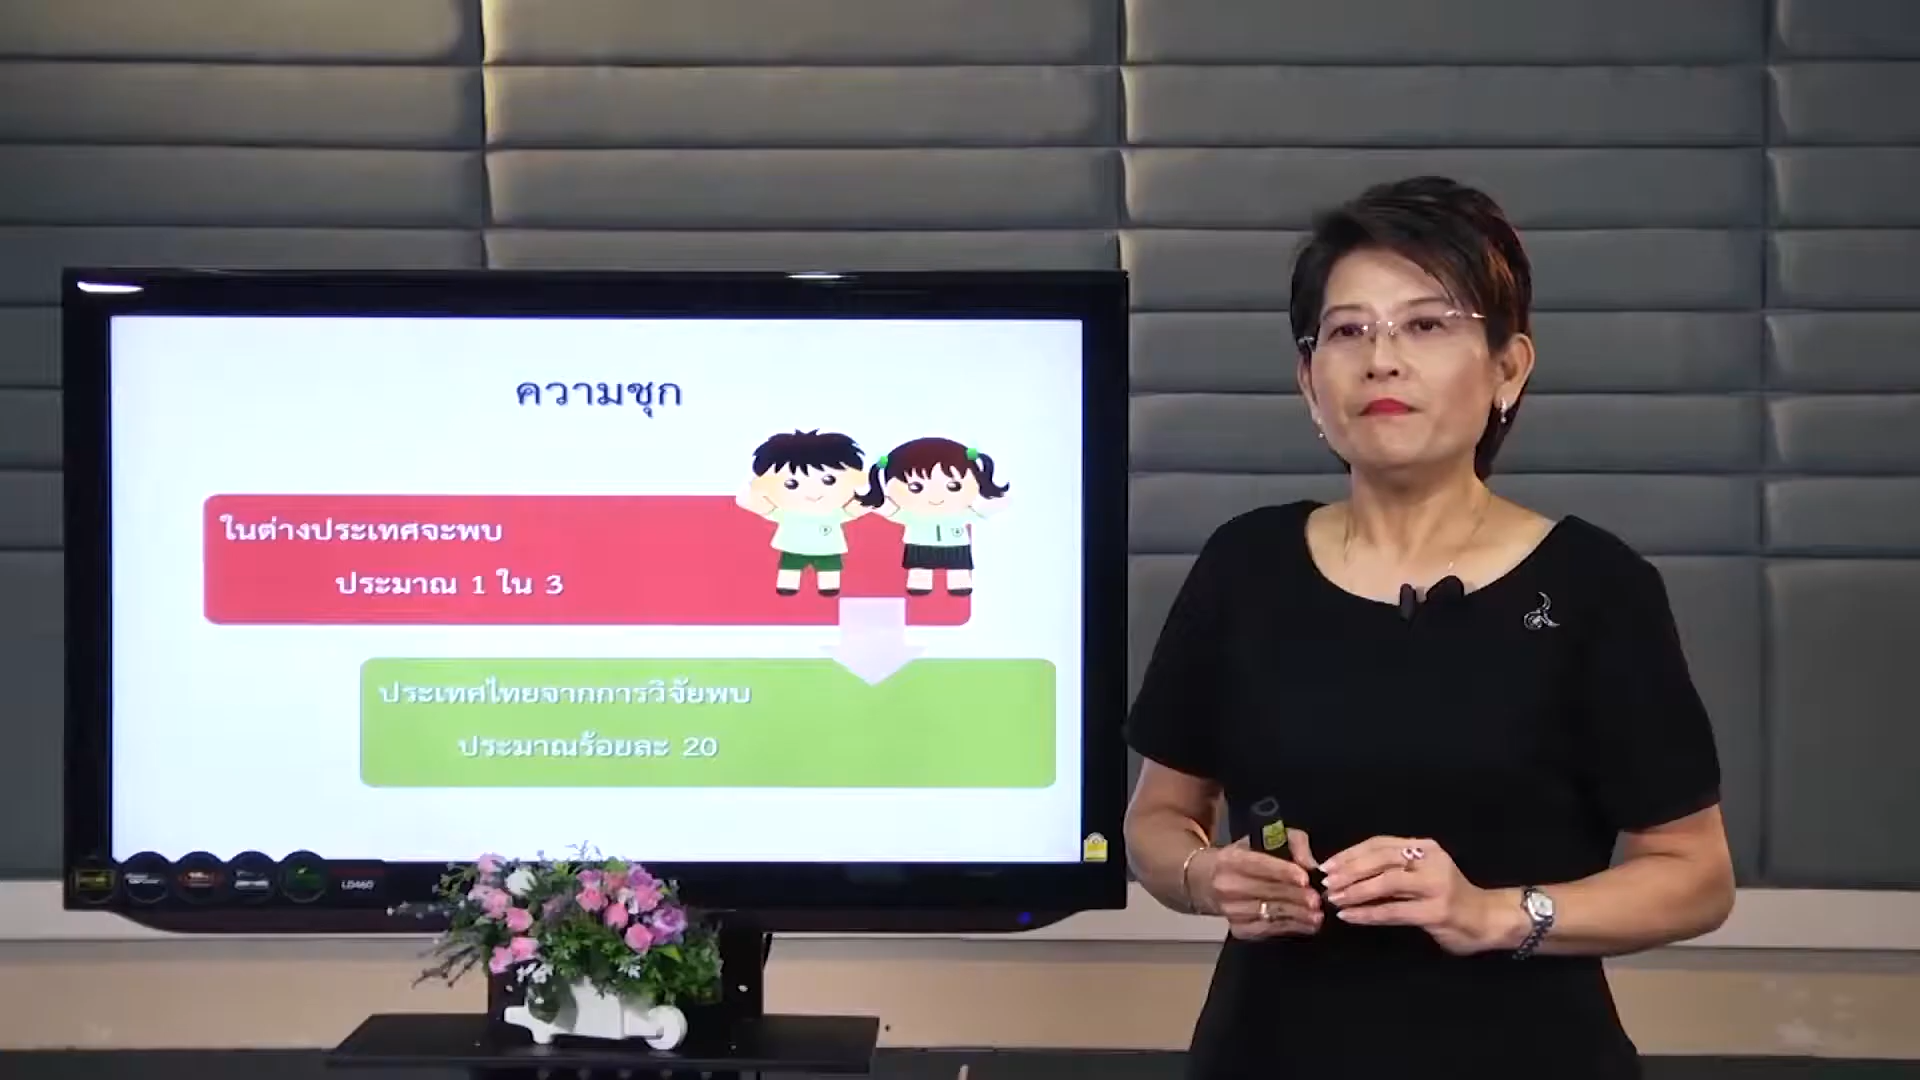 ความชุก
ในต่างประเทศจะพบ
ประมาณ 1 ใน 3
ประเทศไทยจากการวิจัยพบ
ประมาณร้อยละ 20
LD460